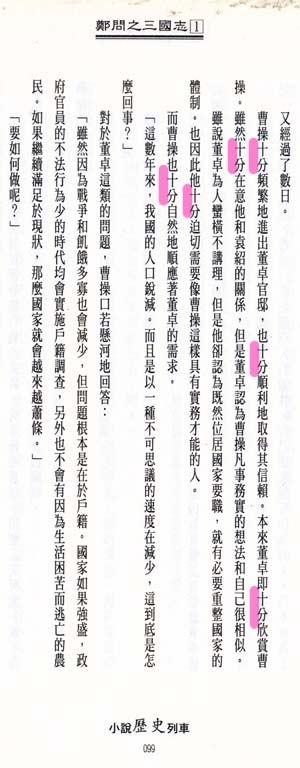 鄭問之三國志1
又經過了數日。
曹操十分頻繁地進出董卓官邸，也十分順利地取得其信賴。本來董卓即十分欣賞曹
操。雖然十分在意他和袁紹的關係，但是董卓認為曹操凡事務實的想法和自己很相似。
雖說董卓為人蠻橫不講理，但是他卻認為既然位居國家要職，就有必要重整國家的
體制。也因此他十分迫切需要像曹操這樣具有實務才能的人。
而曹操也十分自然地順應著董卓的需求。
「這數年來，我國的人口銳減。而且是以一種不可思議的速度在減少，這到底是怎
麼回事？」
對於董卓這類的問題，曹操口若懸河地回答：
「雖然因為戰爭和飢餓多寡也會減少，但問題根本是在於戶籍。國家如果強盛，政
府官員的不法行為少的時代均會實施戶籍調查，另外也不會有因為生活困苦而逃亡的農
民。如果繼續滿足於現狀，那麼國家就會越來越蕭條。」
「要如何做呢？」
小說歷史列車
099